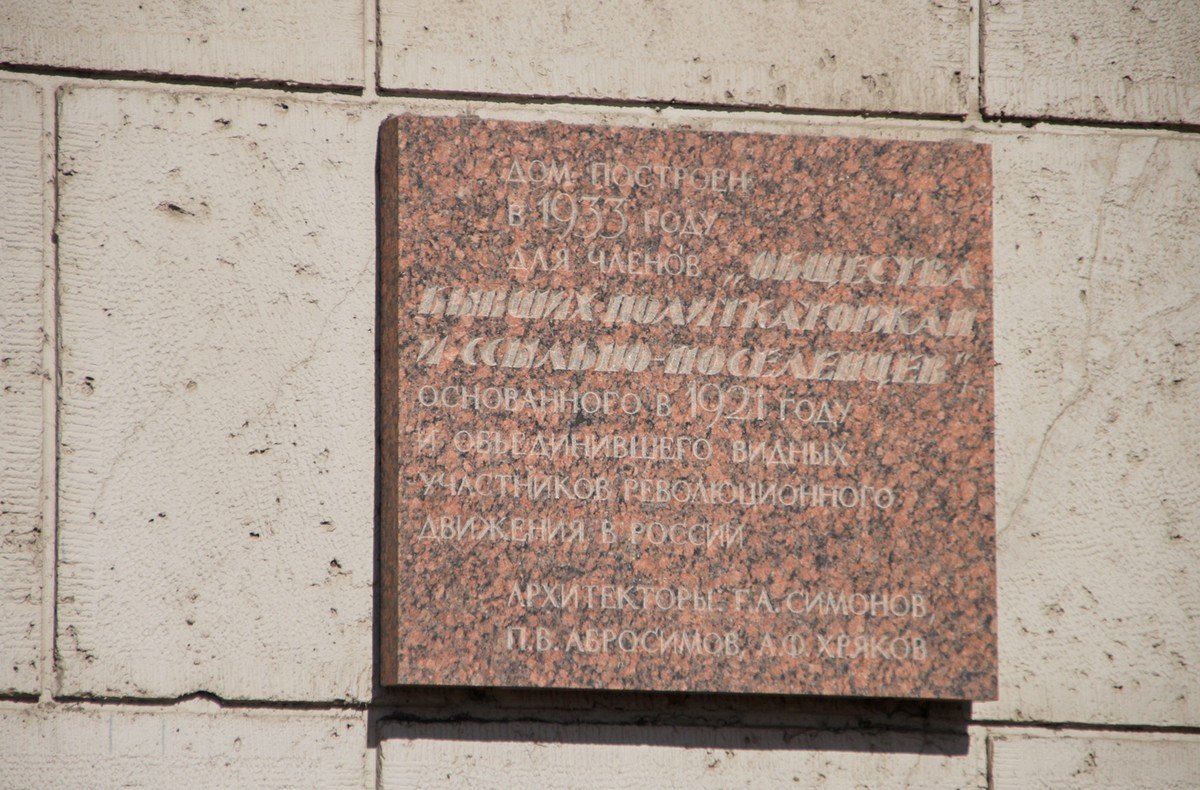 ДОМ ПОСТРОЕН
В 1933 ГОДУ
ДЛЯ ЧЛЕНОВ „ОБЩЕСТВА
БЫВШИХ ПОЛИТКАТОРЖАН
И ССЫЛЬНО-ПОСЕЛЕНЦЕВ",
ОСНОВАННОГО В 1921 ГОДУ
И ОБЪЕДИНИВШЕГО ВИДНЫХ
УЧАСТНИКОВ РЕВОЛЮЦИОННОГО
ДВИЖЕНИЯ В РОССИИ
АРХИТЕКТОРЫ: Г.А. СИМОНОВ,
П.В. АБРОСИМОВ, А.Ф. ХРЯКОВ